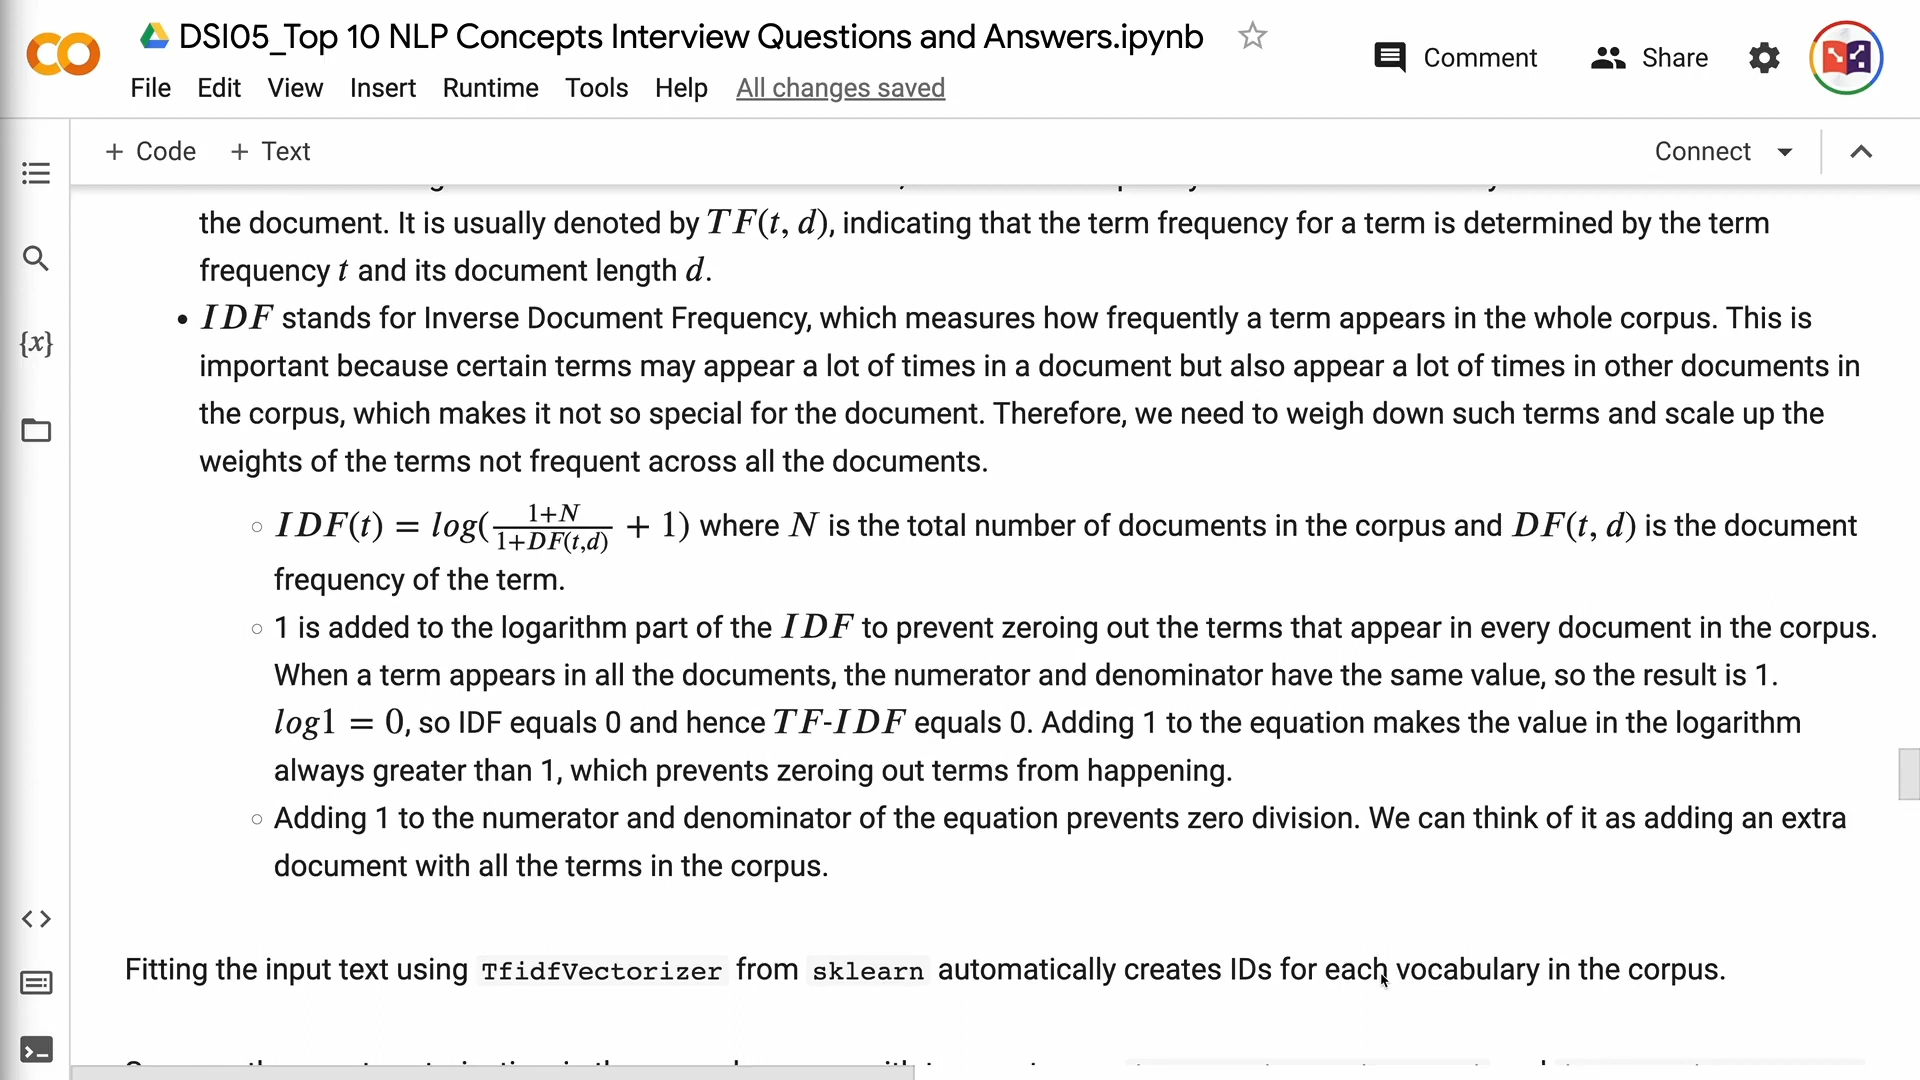 DSI05_Top 10 NLP Concepts Interview Questions and Answers.ipynb
Comment
Share
File Edit View Insert Runtime Tools Help All changes saved
+ Code + Text
Connect
the document. It is usually denoted by TF(t, d), indicating that the term frequency for a term is determined by the term
frequency t and its document length d.
• IDF stands for Inverse Document Frequency, which measures how frequently a term appears in the whole corpus. This is
important because certain terms may appear a lot of times in a document but also appear a lot of times in other documents in
the corpus, which makes it not so special for the document. Therefore, we need to weigh down such terms and scale up the
weights of the terms not frequent across all the documents.
○ IDF(t) = log(\frac{1+N}{1+DF(t,d)} + 1) where N is the total number of documents in the corpus and DF(t, d) is the document
frequency of the term.
○ 1 is added to the logarithm part of the IDF to prevent zeroing out the terms that appear in every document in the corpus.
When a term appears in all the documents, the numerator and denominator have the same value, so the result is 1.
log1 = 0, so IDF equals 0 and hence TF-IDF equals 0. Adding 1 to the equation makes the value in the logarithm
always greater than 1, which prevents zeroing out terms from happening.
○ Adding 1 to the numerator and denominator of the equation prevents zero division. We can think of it as adding an extra
document with all the terms in the corpus.
Fitting the input text using TfidfVectorizer from sklearn automatically creates IDs for each vocabulary in the corpus.